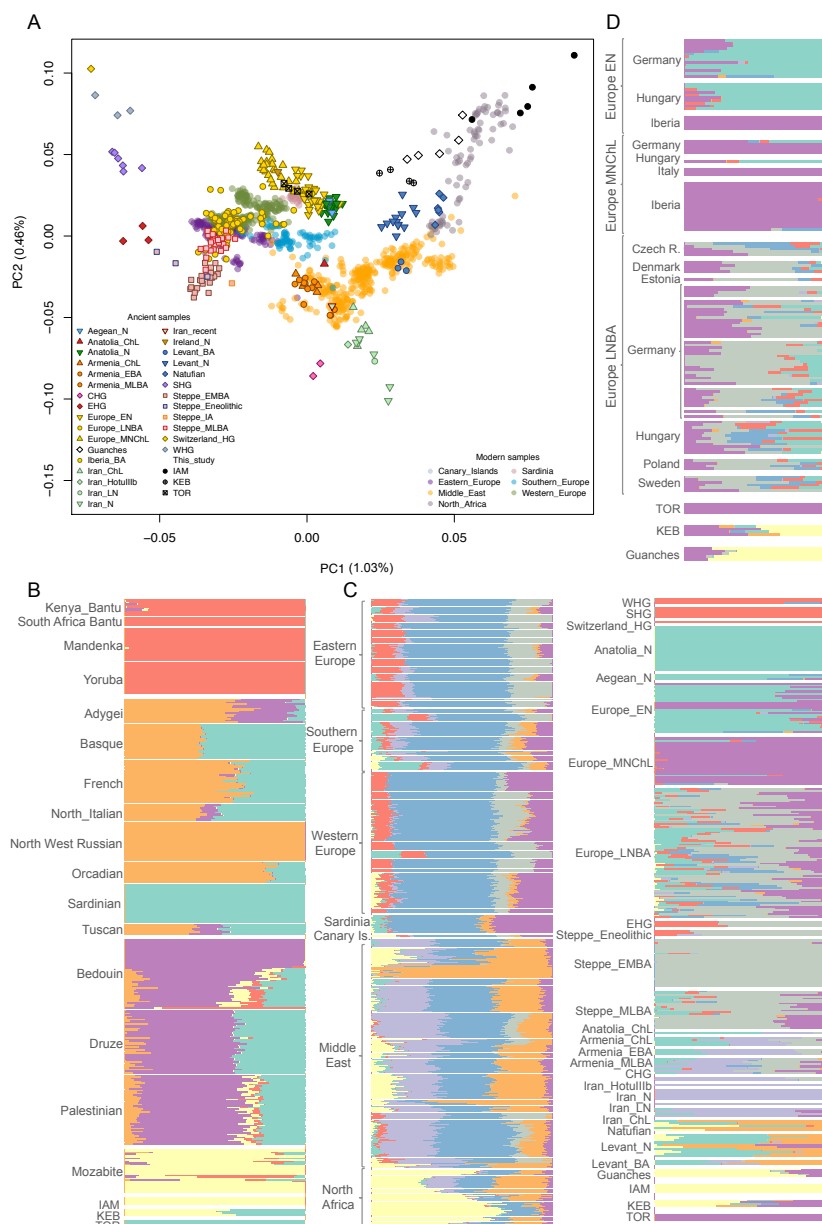 A
D
PC2 (0.46%)
0.10
0.05
0.00
−0.05
−0.10
−0.15
−0.05
0.00
0.05
PC1 (1.03%)
Ancient samples
Aegean_N
Anatolia_ChL
Anatolia_N
Armenia_ChL
Armenia_EBA
Armenia_MLBA
CHG
EHG
Europe_EN
Europe_LNBA
Europe_MNChL
Guanches
Iberia_BA
Iran_ChL
Iran_HotuIIIb
Iran_LN
Iran_N
Iran_recent
Ireland_N
Levant_BA
Levant_N
Natufian
SHG
Steppe_EMBA
Steppe_Eneolithic
Steppe_IA
Steppe_MLBA
Switzerland_HG
WHG
This_study
IAM
KEB
TOR
Modern samples
Canary_Islands
Eastern_Europe
Middle_East
North_Africa
Sardinia
Southern_Europe
Western_Europe
Europe EN
Germany
Hungary
Iberia
Europe MNChL
Germany
Hungary
Italy
Iberia
Europe LNBA
Czech R.
Denmark
Estonia
Germany
Hungary
Poland
Sweden
TOR
KEB
Guanches
B
Kenya_Bantu
South Africa Bantu
Mandenka
Yoruba
Adygei
Basque
French
North_Italian
North West Russian
Orcadian
Sardinian
Tuscan
Bedouin
Druze
Palestinian
Mozabite
IAM
KEB
TOR
C
Eastern
Europe
Southern
Europe
Western
Europe
Sardinia
Canary Is.
Middle
East
North
Africa
WHG
SHG
Switzerland_HG
Anatolia_N
Aegean_N
Europe_EN
Europe_MNChL
Europe_LNBA
EHG
Steppe_Eneolithic
Steppe_EMBA
Steppe_MLBA
Anatolia_ChL
Armenia_ChL
Armenia_EBA
Armenia_MLBA
CHG
Iran_HotuIIIb
Iran_N
Iran_LN
Iran_ChL
Natufian
Levant_N
Levant_BA
Guanches
IAM
KEB
TOR